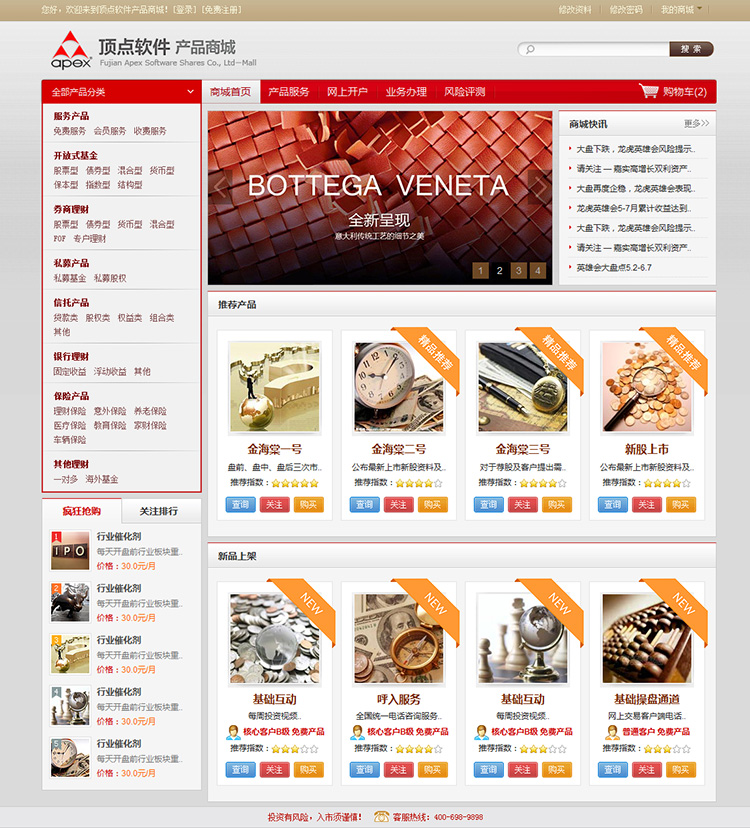 您好，欢迎来到顶点软件产品商城！[登录] [免费注册]
修改资料 修改密码 我的商城
apex 顶点软件 产品商城
Fujian Apex Software Shares Co., Ltd-Mall
搜 索
全部产品分类
商城首页 产品服务 网上开户 业务办理 风险评测
购物车(2)
服务产品
免费服务 会员服务 收费服务
开放式基金
股票型 债券型 混合型 货币型
保本型 指数型 结构型
券商理财
股票型 债券型 货币型 混合型
FOF 专户理财
私募产品
私募基金 私募股权
信托产品
贷款类 股权类 权益类 组合类
其他
银行理财
固定收益 浮动收益 其他
保险产品
理财保险 意外保险 养老保险
医疗保险 教育保险 家财保险
车辆保险
其他理财
一对多 海外基金
BOTTEGA VENETA
全新呈现
意大利传统工艺的细节之美
1 2 3 4
商城快讯 更多>>
大盘下跌，龙虎英雄会风险提示..
请关注 — 嘉实高增长双利资产..
大盘再度企稳，龙虎英雄会表现..
龙虎英雄会5-7月累计收益达到..
大盘下跌，龙虎英雄会风险提示..
请关注 — 嘉实高增长双利资产..
英雄会大盘点5.2-6.7
推荐产品
精品推荐 精品推荐 精品推荐
金海棠一号 金海棠二号 金海棠三号 新股上市
盘前、盘中、盘后三次市.. 公布最新上市新股资料及.. 对于荐股及客户提出需.. 公布最新上市新股资料及..
推荐指数： 推荐指数： 推荐指数： 推荐指数：
查询 关注 购买 查询 关注 购买 查询 关注 购买 查询 关注 购买
疯狂抢购 关注排行
1 IPO 行业催化剂
每天开盘前行业板块重..
价格：30.0元/月
2 行业催化剂
每天开盘前行业板块重..
价格：30.0元/月
3 行业催化剂
每天开盘前行业板块重..
价格：30.0元/月
4 行业催化剂
每天开盘前行业板块重..
价格：30.0元/月
5 行业催化剂
每天开盘前行业板块重..
价格：30.0元/月
新品上架
NEW NEW NEW NEW
基础互动 呼入服务 基础互动 基础操盘通道
每周投资视频.. 全国统一电话咨询服务.. 每周投资视频.. 网上交易客户端电话..
核心客户B级 免费产品 核心客户B级 免费产品 核心客户B级 免费产品 普通客户 免费产品
推荐指数： 推荐指数： 推荐指数： 推荐指数：
查询 关注 购买 查询 关注 购买 查询 关注 购买 查询 关注 购买
投资有风险，入市须谨慎！ 客服热线：400-698-9898